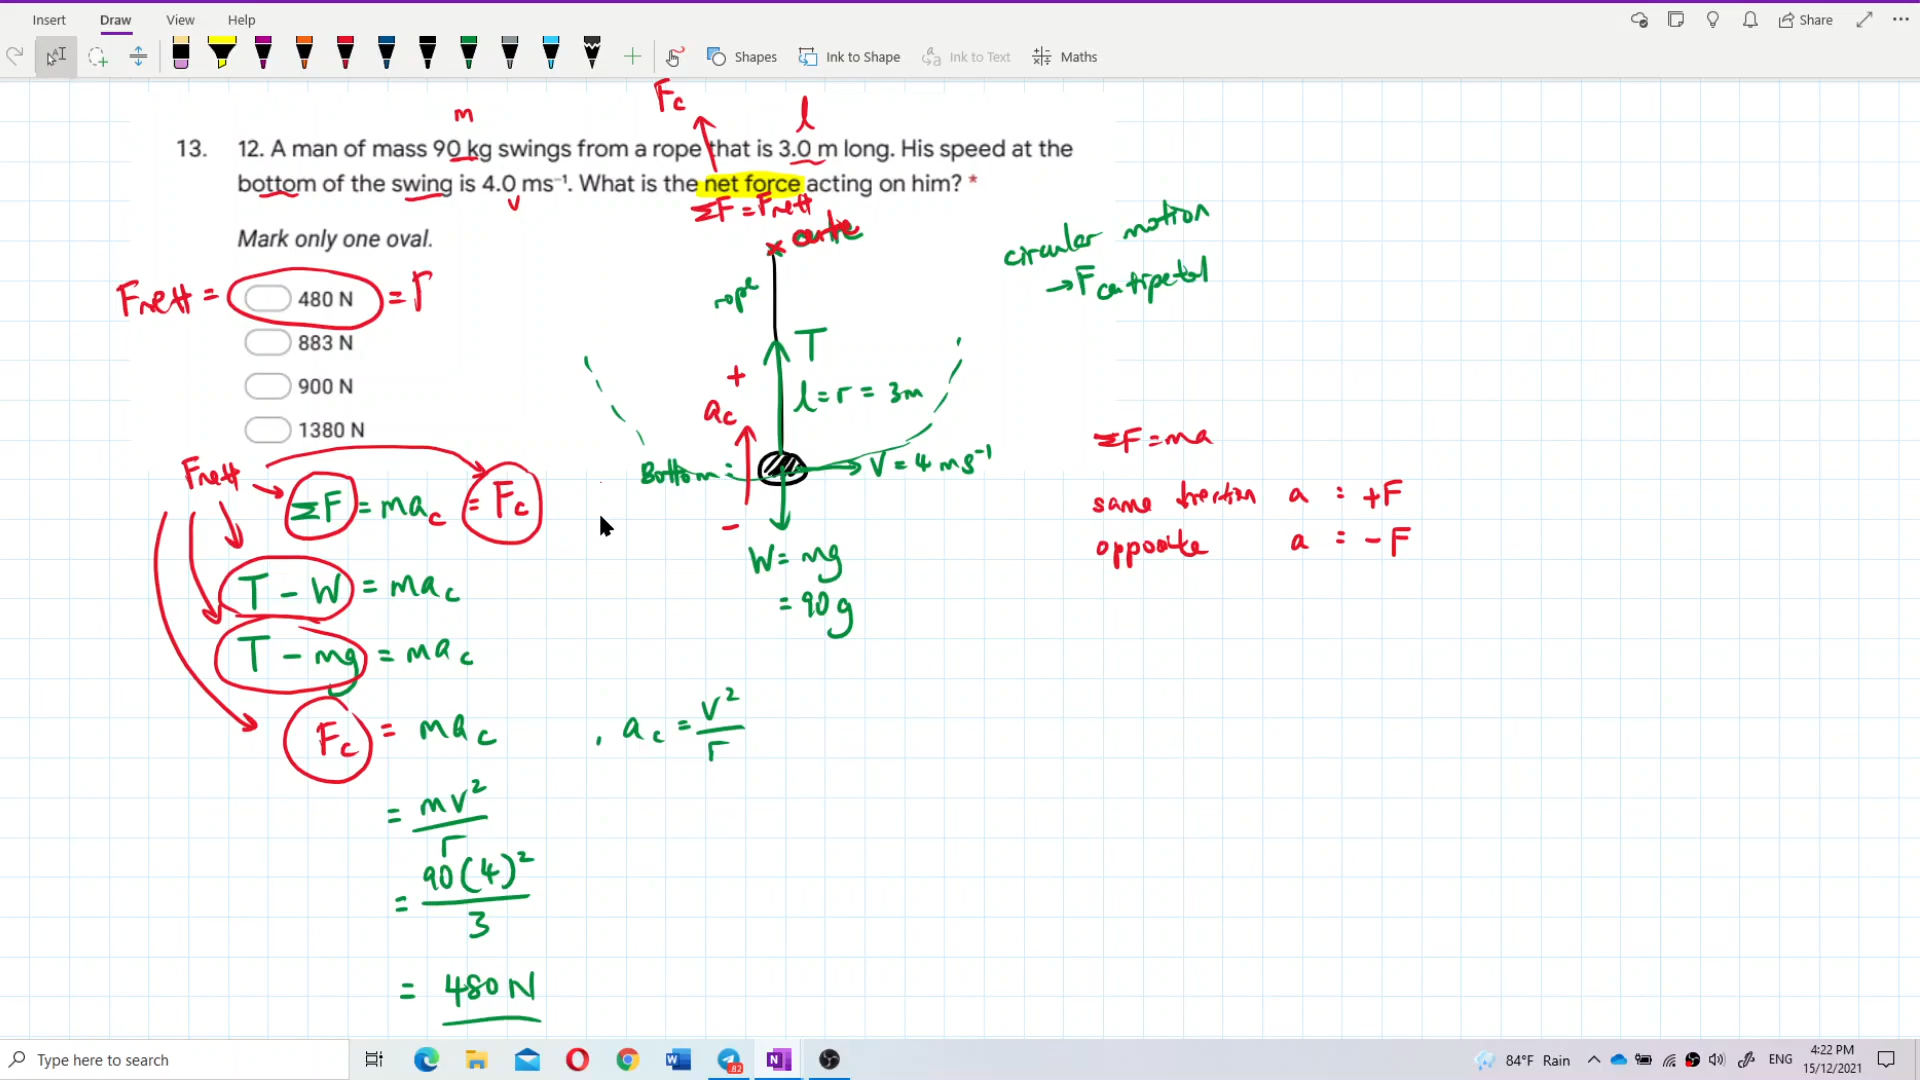 Insert Draw View Help
Share
Shapes Ink to Shape Ink to Text Maths
Fc
m l
13. 12. A man of mass 90 kg swings from a rope that is 3.0 m long. His speed at the
bottom of the swing is 4.0 ms⁻¹. What is the net force acting on him? *
v
ΣF = Fnett
Mark only one oval.
× centre
circular motion
→ F centripetal
rope
Fnett = 480 N =
883 N
900 N
1380 N
T
+
l = r = 3m
ac
Bottom :
V = 4 ms⁻¹
−
W = mg
= 90g
ΣF = ma
same direction a : +F
opposite a : − F
Fnett
ΣF = mac = Fc
T − W = mac
T − mg = mac
Fc = mac , ac = v²/r
= mv²/r
= 90(4)²/3
= 480 N
Type here to search
82
84°F Rain
ENG
4:22 PM
15/12/2021